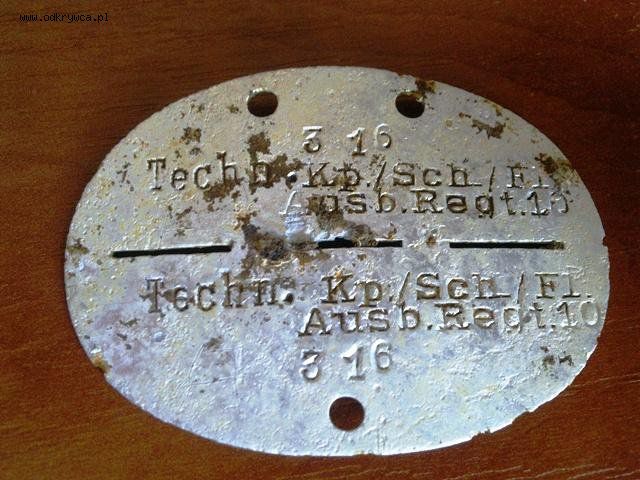 www.odkrywca.pl
3 16
Techn. Kp./Sch./Fl.
Ausb.Regt.10
Techn. Kp./Sch./Fl.
Ausb.Regt.10
3 16